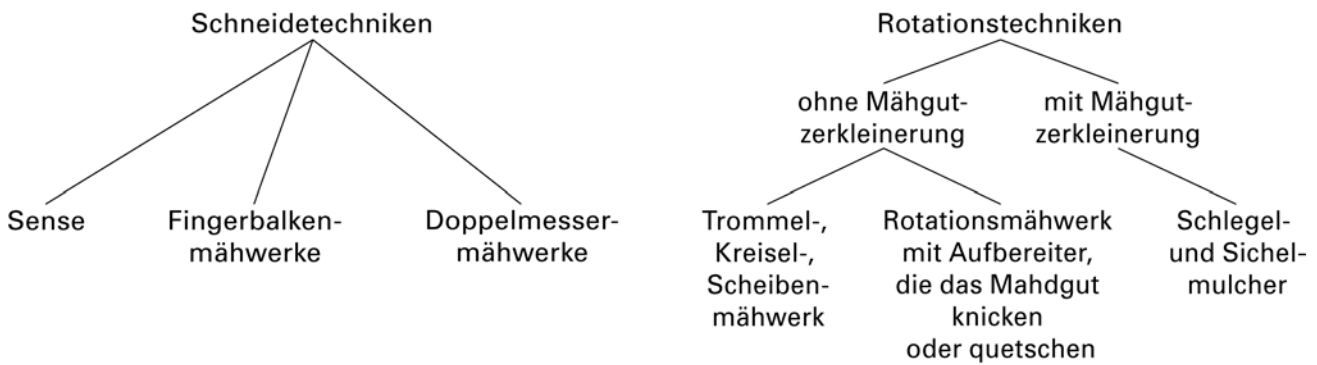 Schneidetechniken
Sense
Fingerbalken-
mähwerke
Doppelmesser-
mähwerke
Rotationstechniken
ohne Mähgut-
zerkleinerung
mit Mähgut-
zerkleinerung
Trommel-,
Kreisel-,
Scheiben-
mähwerk
Rotationsmähwerk
mit Aufbereiter,
die das Mahdgut
knicken
oder quetschen
Schlegel-
und Sichel-
mulcher